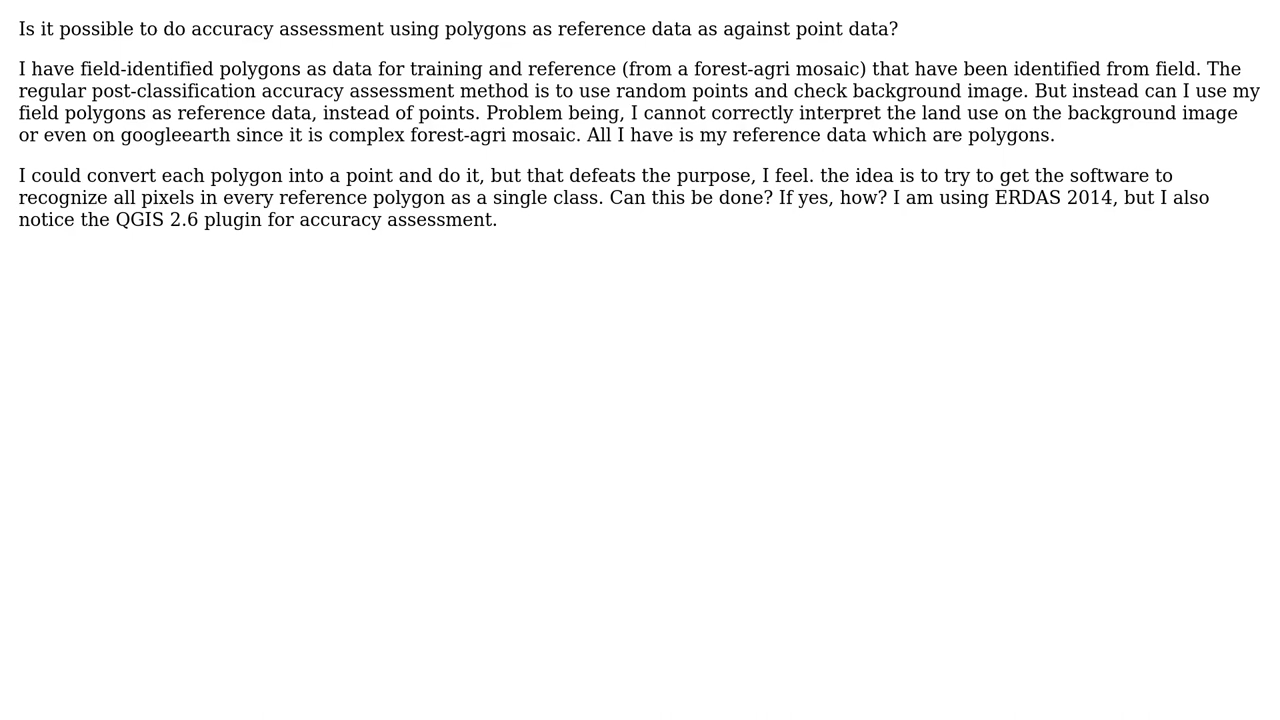 Is it possible to do accuracy assessment using polygons as reference data as against point data?
I have field-identified polygons as data for training and reference (from a forest-agri mosaic) that have been identified from field. The
regular post-classification accuracy assessment method is to use random points and check background image. But instead can I use my
field polygons as reference data, instead of points. Problem being, I cannot correctly interpret the land use on the background image
or even on googleearth since it is complex forest-agri mosaic. All I have is my reference data which are polygons.
I could convert each polygon into a point and do it, but that defeats the purpose, I feel. the idea is to try to get the software to
recognize all pixels in every reference polygon as a single class. Can this be done? If yes, how? I am using ERDAS 2014, but I also
notice the QGIS 2.6 plugin for accuracy assessment.